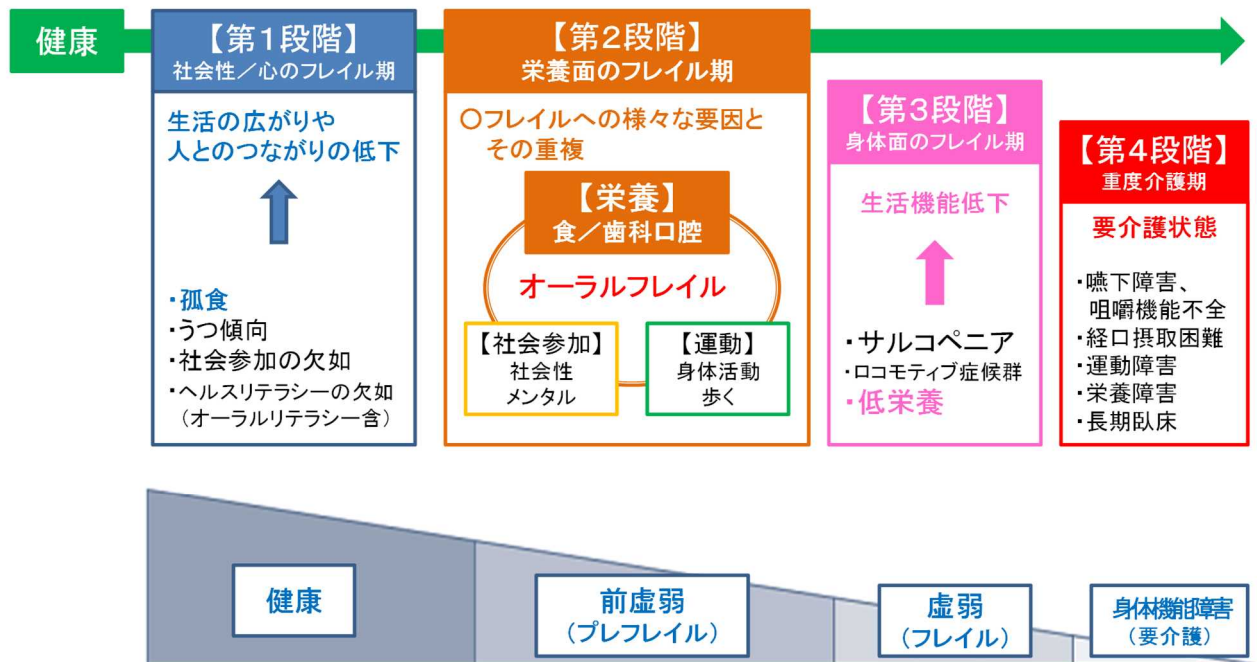 健康
【第1段階】
社会性／心のフレイル期
生活の広がりや
人とのつながりの低下
・孤食
・うつ傾向
・社会参加の欠如
・ヘルスリテラシーの欠如
（オーラルリテラシー含）
【第2段階】
栄養面のフレイル期
〇フレイルへの様々な要因と
その重複
【栄養】
食／歯科口腔
オーラルフレイル
【社会参加】
社会性
メンタル
【運動】
身体活動
歩く
【第3段階】
身体面のフレイル期
生活機能低下
・サルコペニア
・ロコモティブ症候群
・低栄養
【第4段階】
重度介護期
要介護状態
・嚥下障害、
咀嚼機能不全
・経口摂取困難
・運動障害
・栄養障害
・長期臥床
健康
前虚弱
（プレフレイル）
虚弱
（フレイル）
身体機能障害
（要介護）